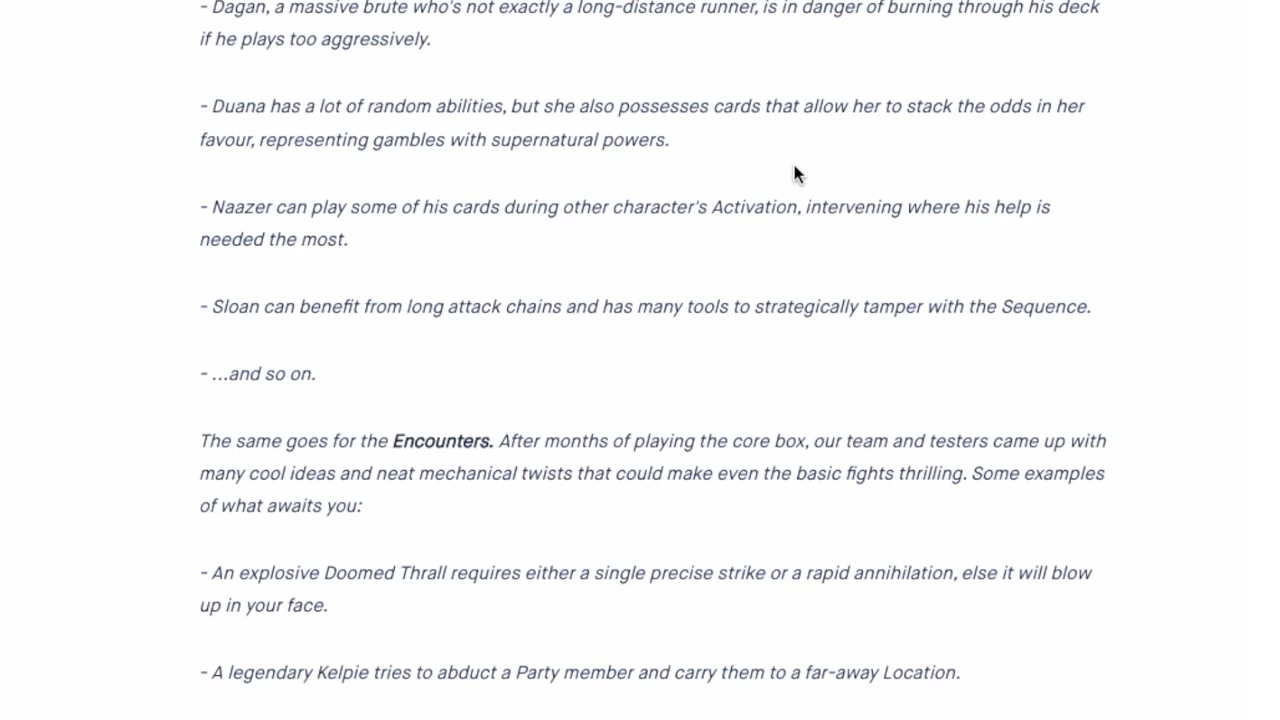 - Dagan, a massive brute who's not exactly a long-distance runner, is in danger of burning through his deck
if he plays too aggressively.
- Duana has a lot of random abilities, but she also possesses cards that allow her to stack the odds in her
favour, representing gambles with supernatural powers.
- Naazer can play some of his cards during other character's Activation, intervening where his help is
needed the most.
- Sloan can benefit from long attack chains and has many tools to strategically tamper with the Sequence.
- ...and so on.
The same goes for the Encounters. After months of playing the core box, our team and testers came up with
many cool ideas and neat mechanical twists that could make even the basic fights thrilling. Some examples
of what awaits you:
- An explosive Doomed Thrall requires either a single precise strike or a rapid annihilation, else it will blow
up in your face.
- A legendary Kelpie tries to abduct a Party member and carry them to a far-away Location.